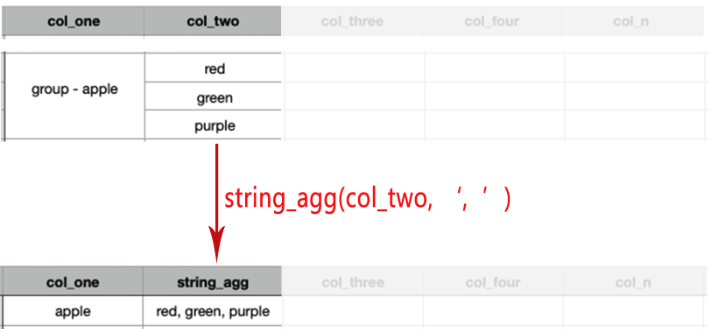 col_one col_two col_three col_four col_n
red
group - apple
green
purple
string_agg(col_two, ‘, ’ )
col_one string_agg col_three col_four col_n
apple red, green, purple